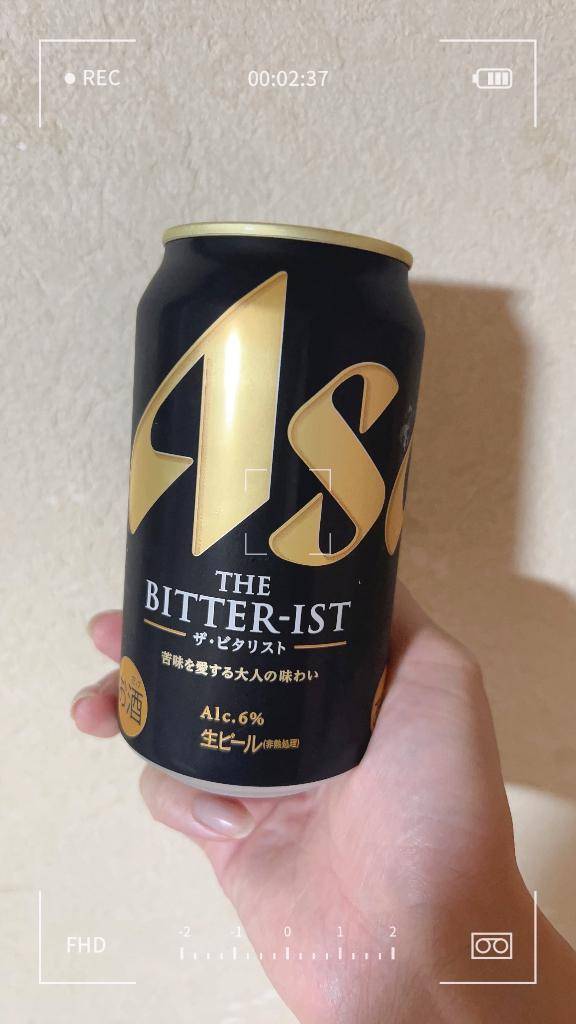 REC
00:02:37
As
THE
BITTER-IST
ザ・ビタリスト
苦味を愛する大人の味わい
お酒
Alc.6%
生ビール(非熱処理)
-2 -1 0 1 2
FHD